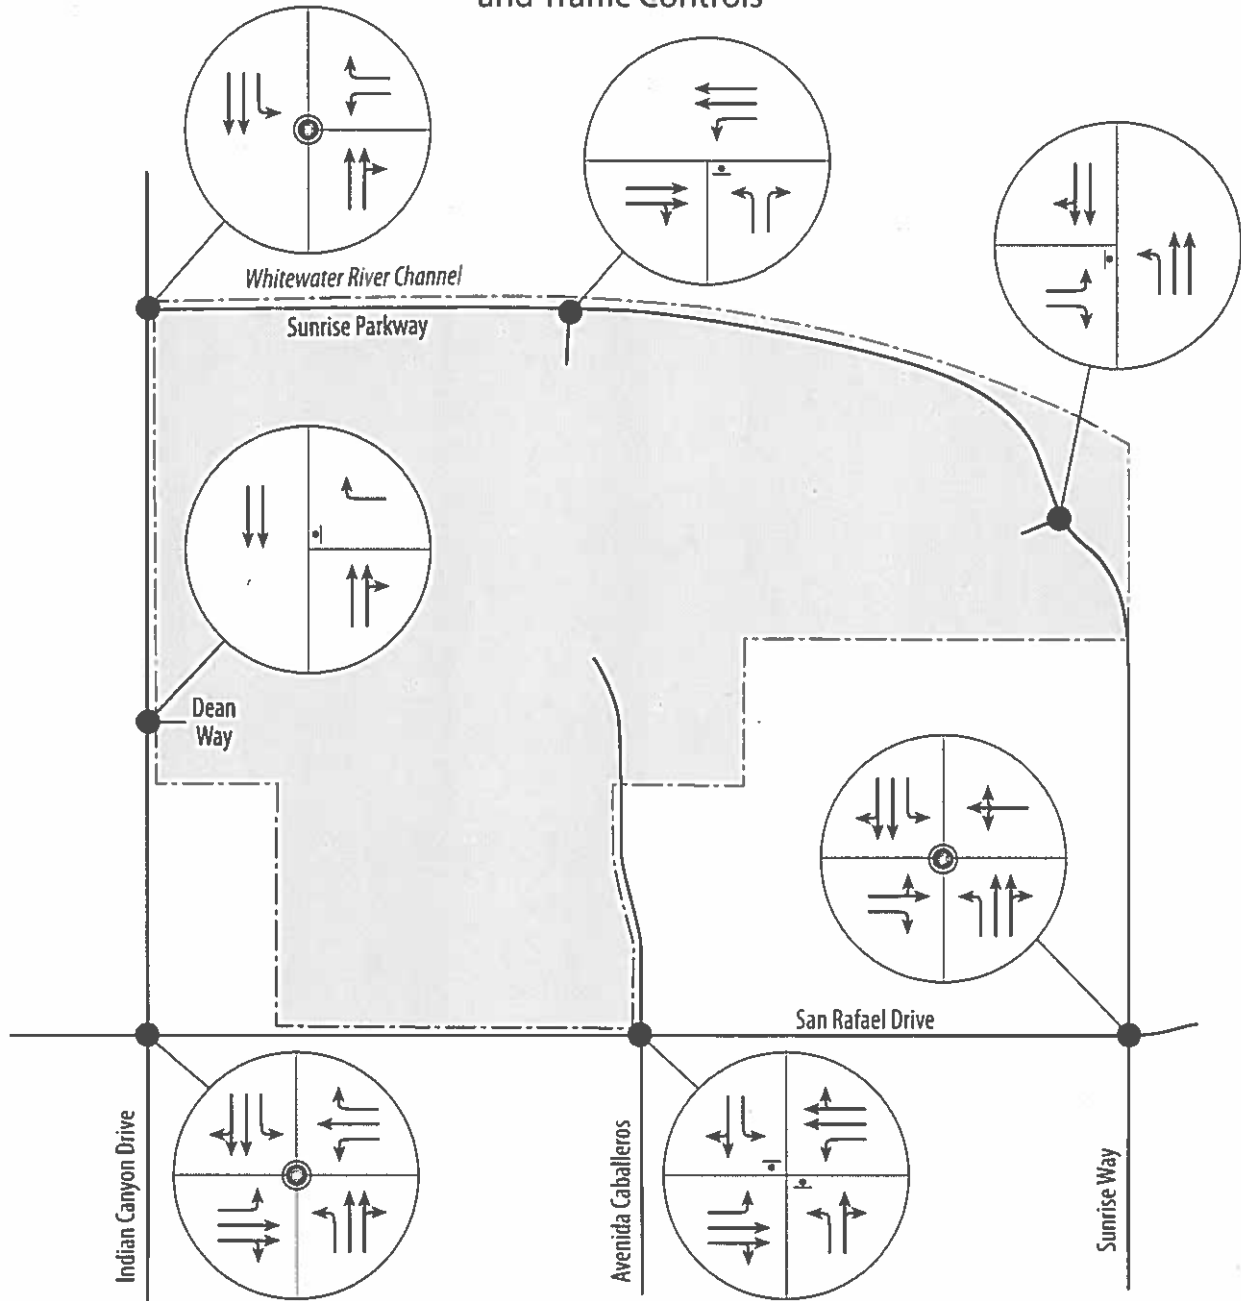 and Traffic Controls
Whitewater River Channel
Sunrise Parkway
Dean
Way
San Rafael Drive
Indian Canyon Drive
Avenida Caballeros
Sunrise Way